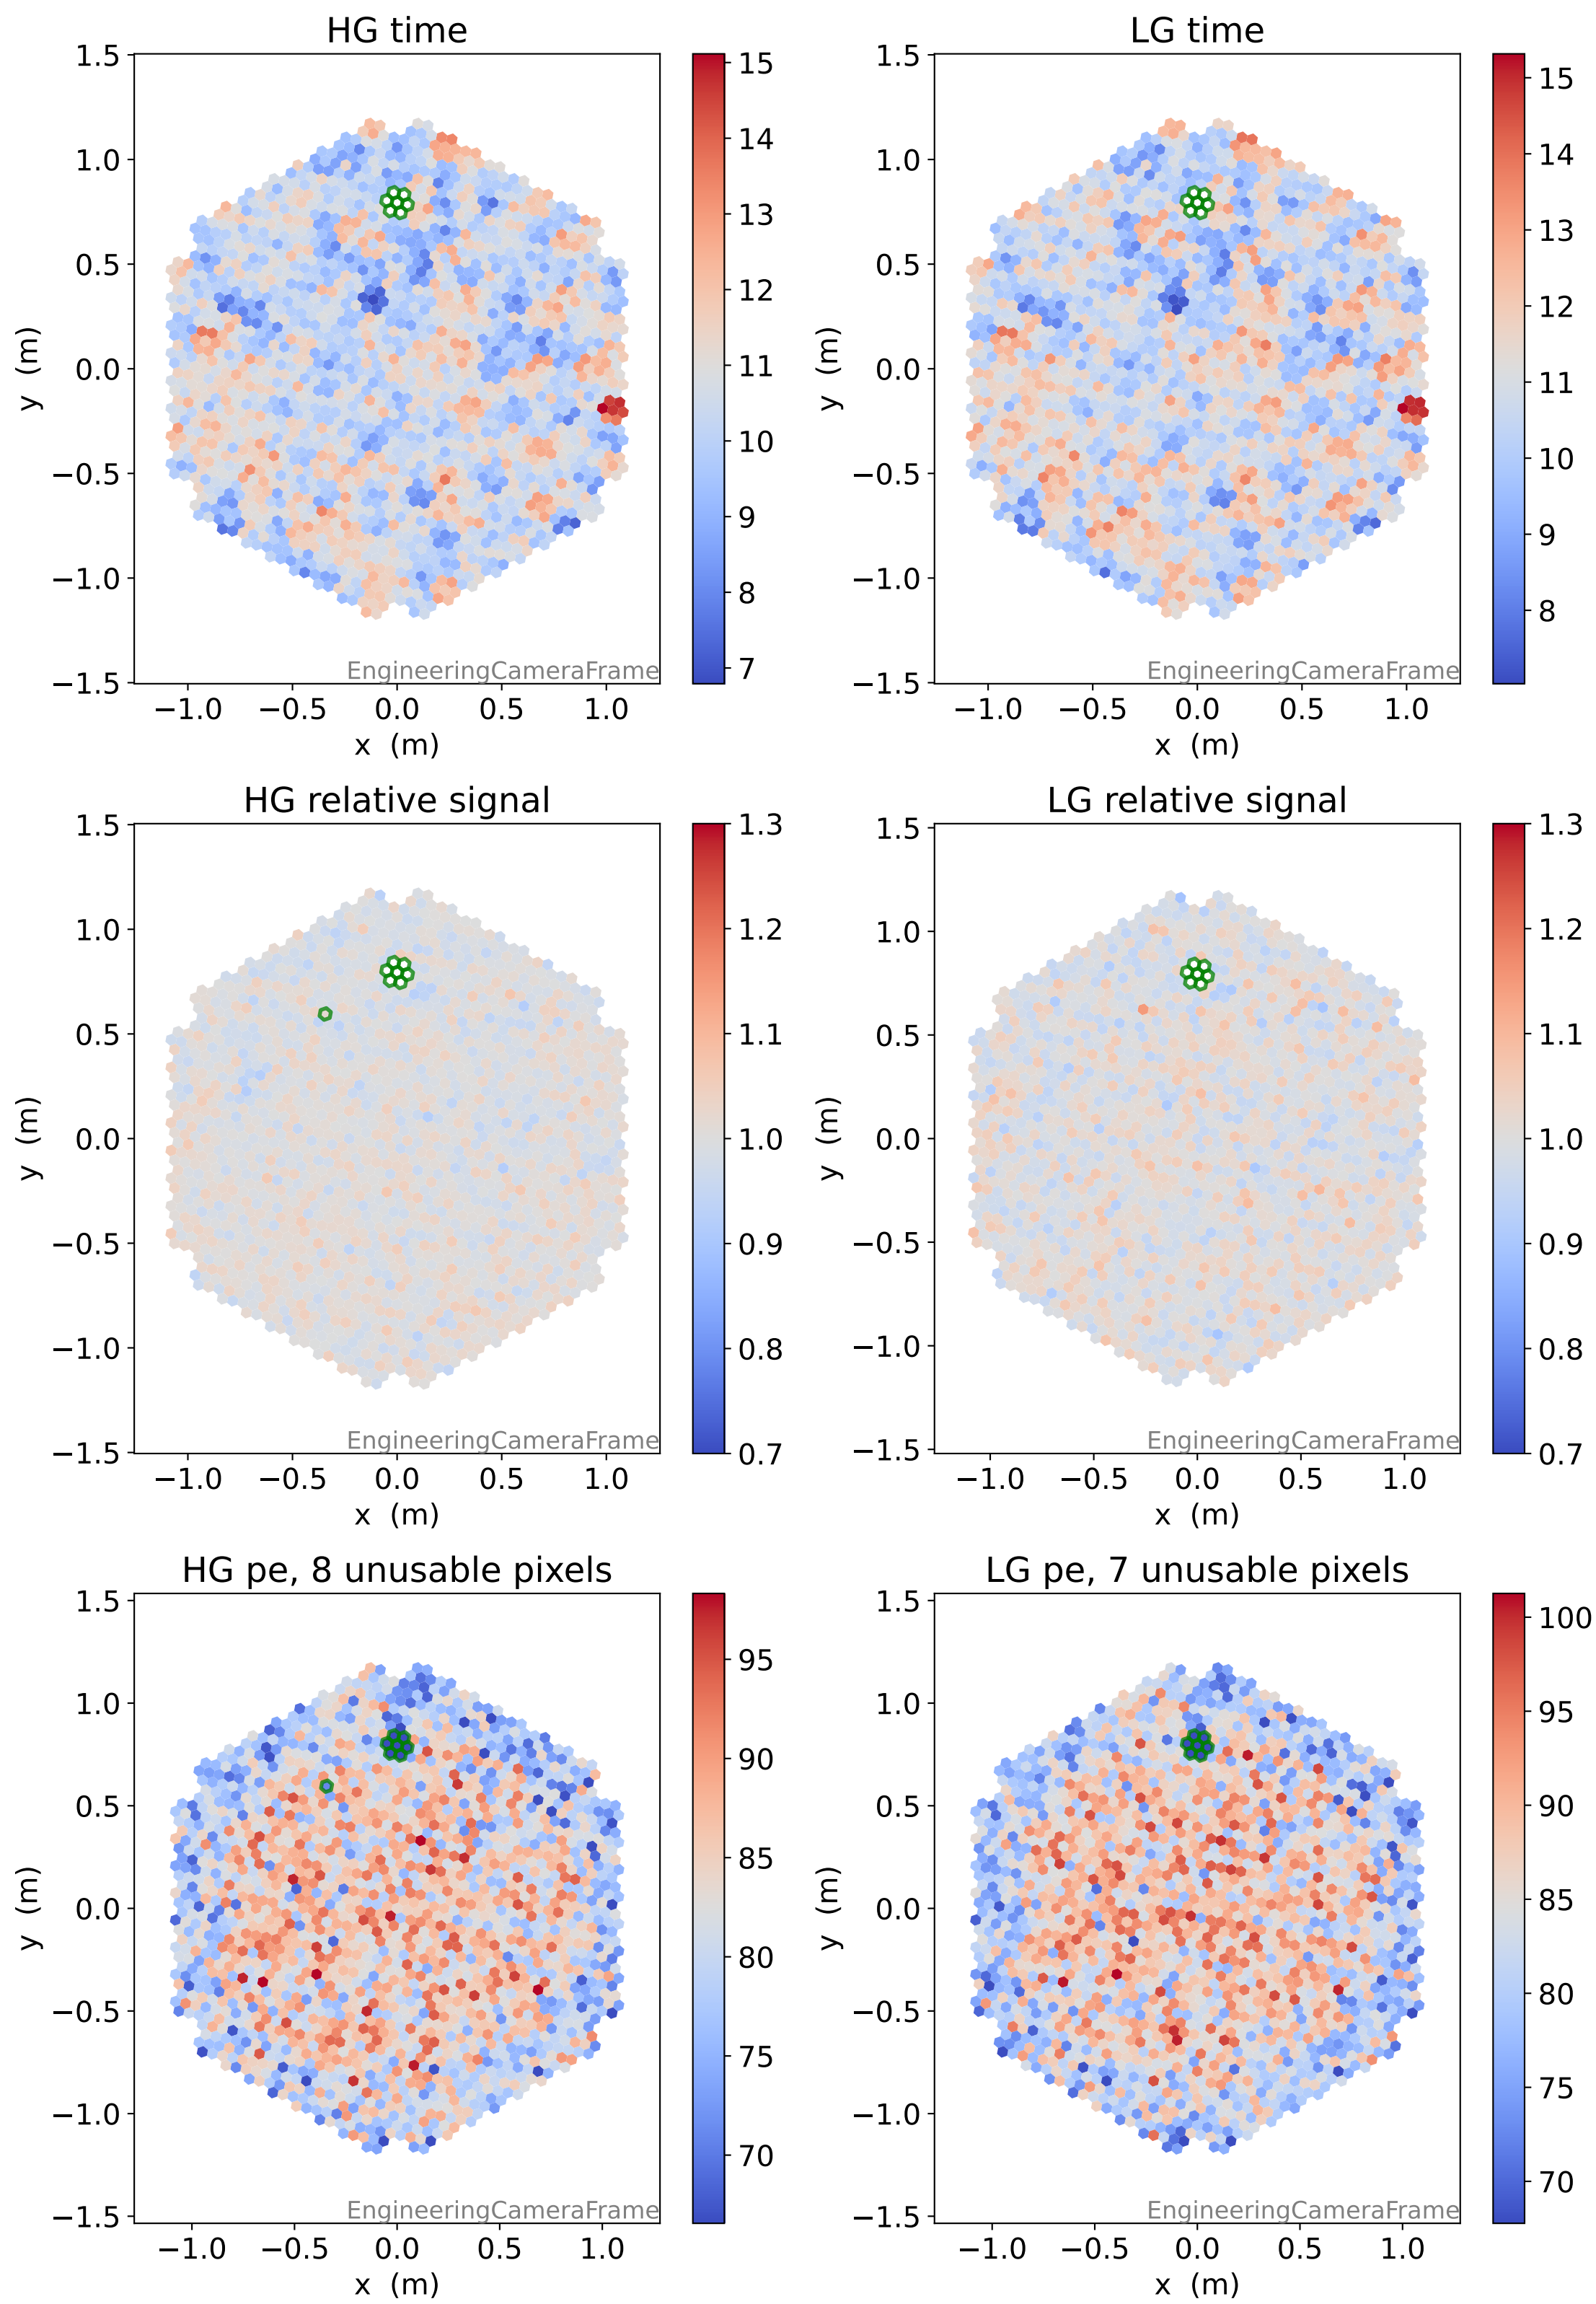 HG time
LG time
1.5
1.0
0.5
0.0
−0.5
−1.0
−1.5
y (m)
−1.0 −0.5 0.0 0.5 1.0
x (m)
EngineeringCameraFrame
15
14
13
12
11
10
9
8
7
1.5
1.0
0.5
0.0
−0.5
−1.0
−1.5
y (m)
−1.0 −0.5 0.0 0.5 1.0
x (m)
EngineeringCameraFrame
15
14
13
12
11
10
9
8
HG relative signal
LG relative signal
1.5
1.0
0.5
0.0
−0.5
−1.0
−1.5
y (m)
−1.0 −0.5 0.0 0.5 1.0
x (m)
EngineeringCameraFrame
1.3
1.2
1.1
1.0
0.9
0.8
0.7
1.5
1.0
0.5
0.0
−0.5
−1.0
−1.5
y (m)
−1.0 −0.5 0.0 0.5 1.0
x (m)
EngineeringCameraFrame
1.3
1.2
1.1
1.0
0.9
0.8
0.7
HG pe, 8 unusable pixels
LG pe, 7 unusable pixels
1.5
1.0
0.5
0.0
−0.5
−1.0
−1.5
y (m)
−1.0 −0.5 0.0 0.5 1.0
x (m)
EngineeringCameraFrame
95
90
85
80
75
70
1.5
1.0
0.5
0.0
−0.5
−1.0
−1.5
y (m)
−1.0 −0.5 0.0 0.5 1.0
x (m)
EngineeringCameraFrame
100
95
90
85
80
75
70